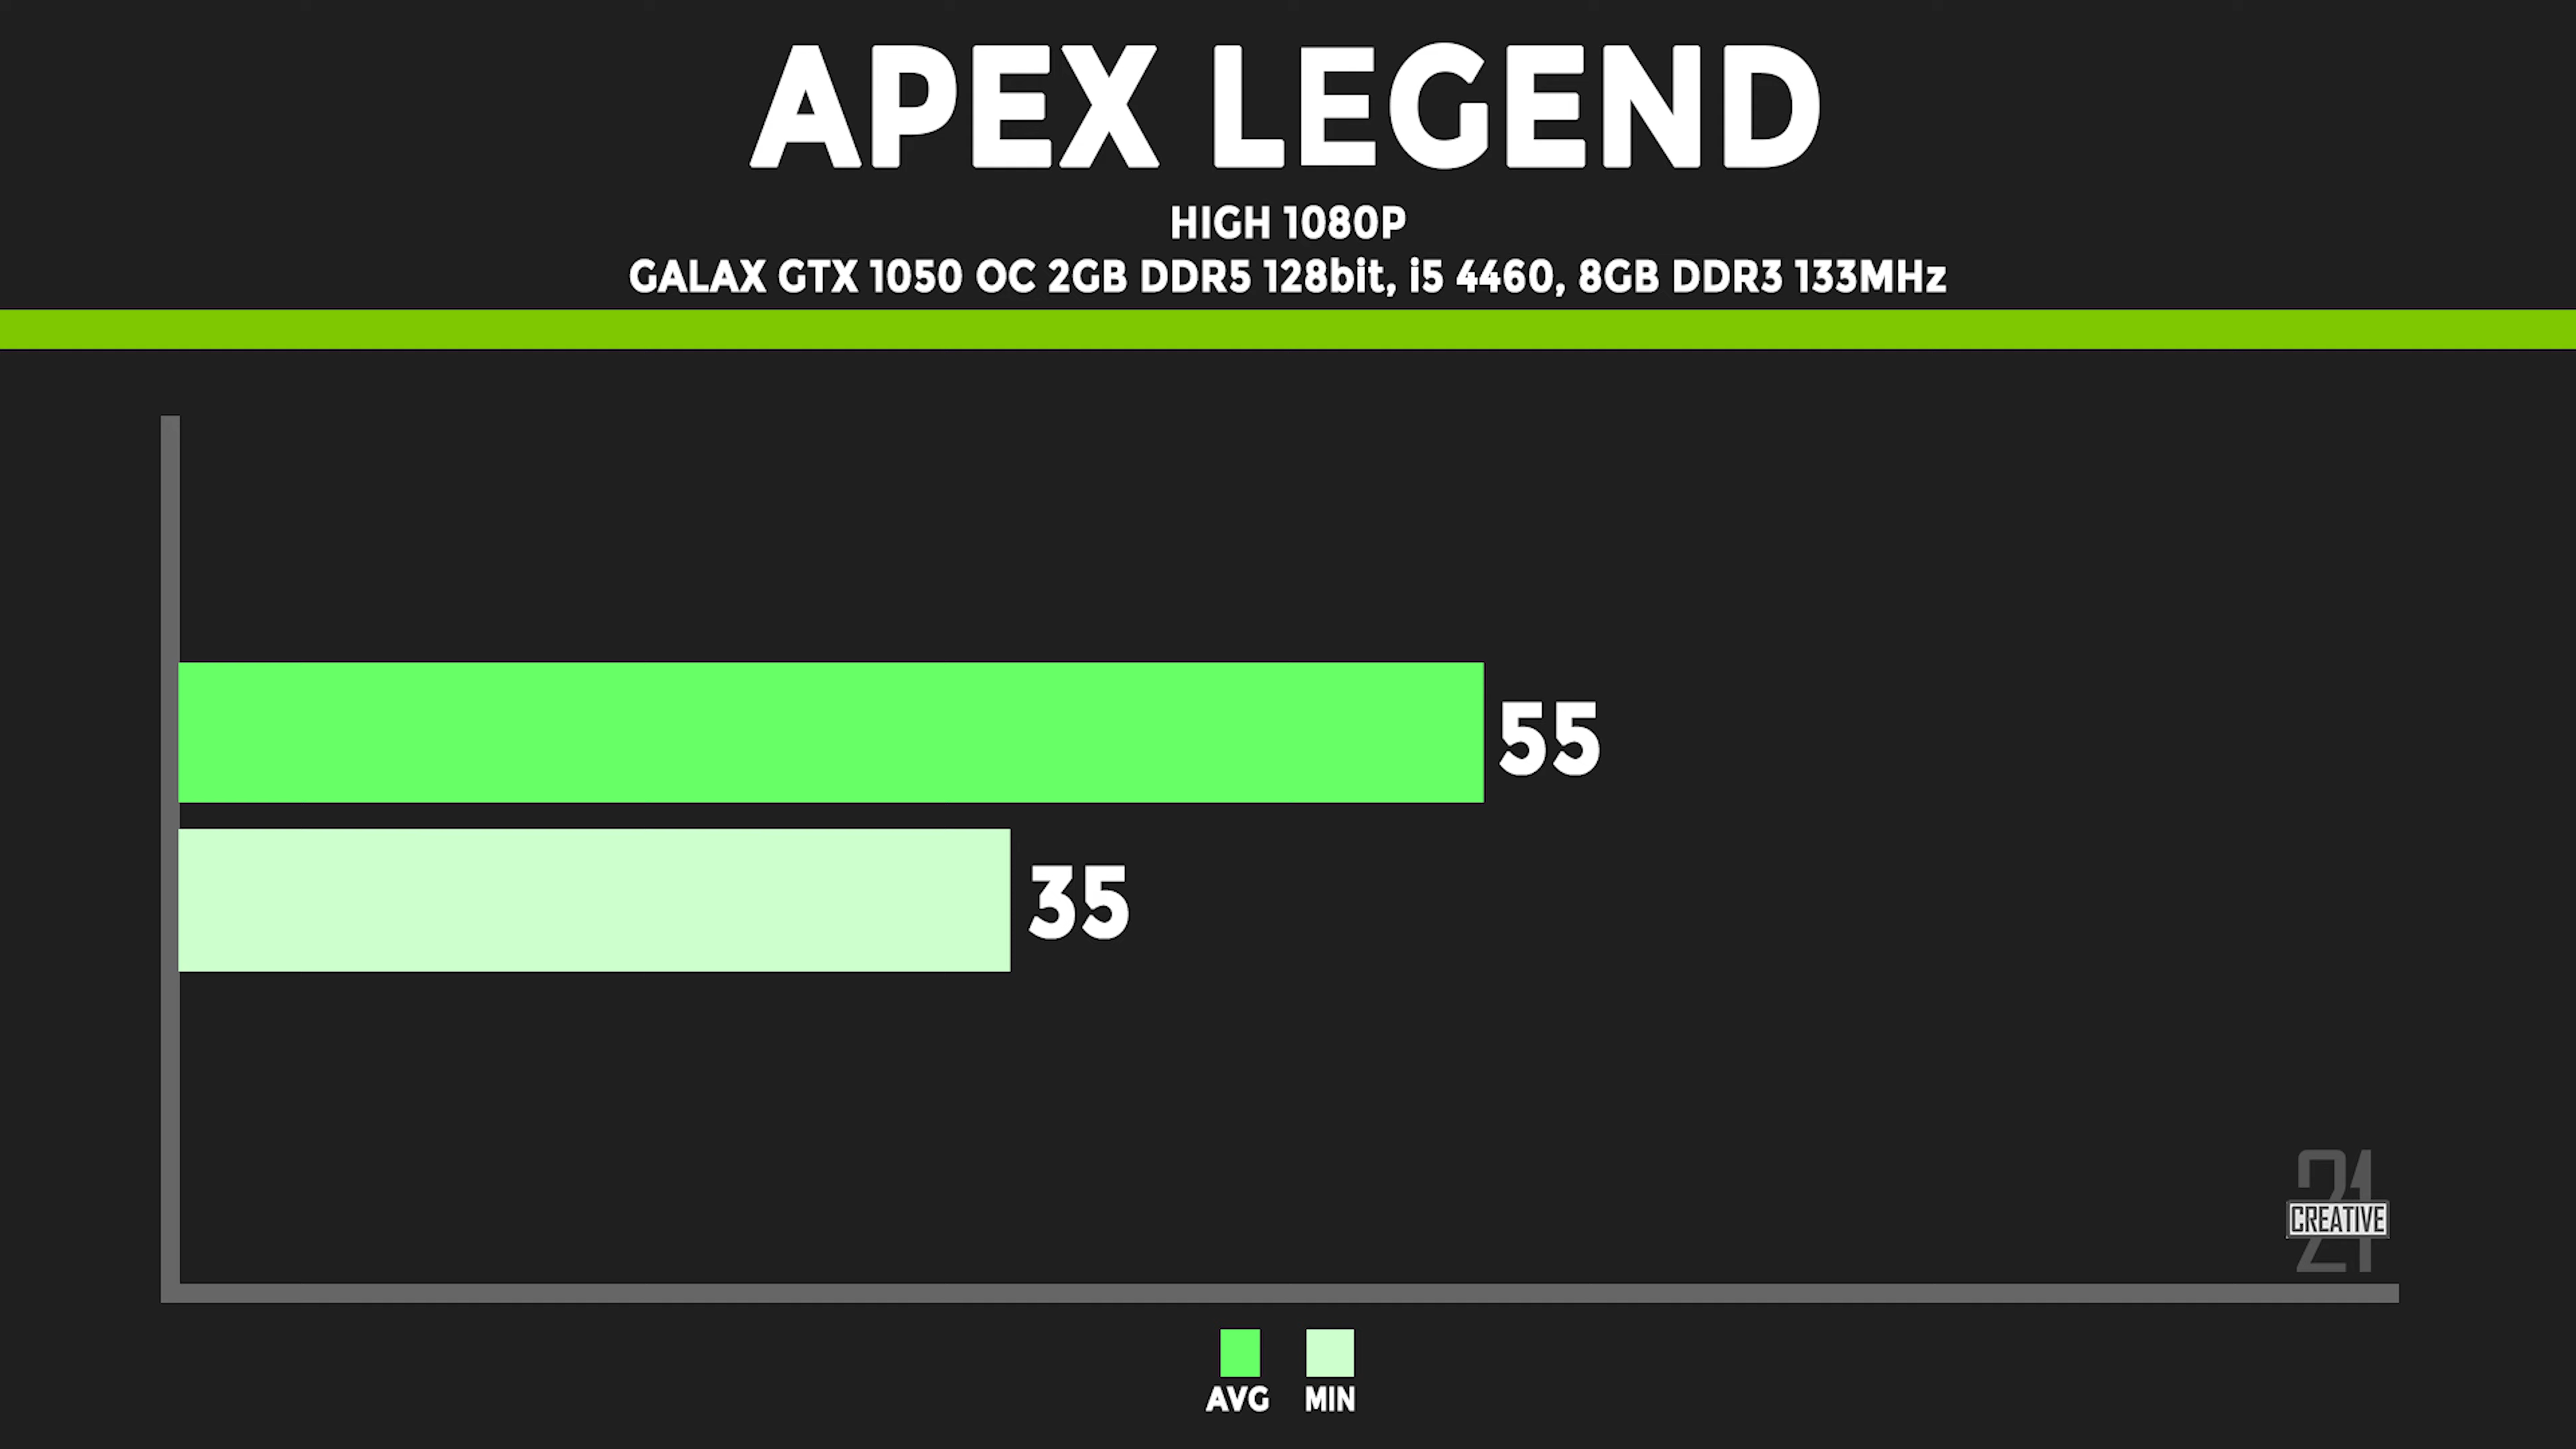 APEX LEGEND
HIGH 1080P
GALAX GTX 1050 OC 2GB DDR5 128bit, i5 4460, 8GB DDR3 133MHz
55
35
21
CREATIVE
AVG MIN